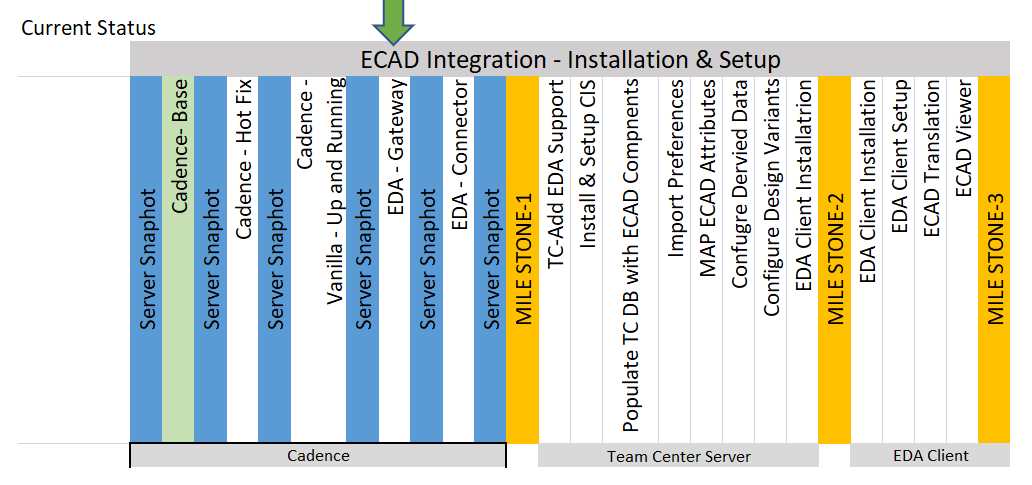 Current Status
ECAD Integration - Installation & Setup
Server Snaphot
Cadence- Base
Server Snaphot
Cadence - Hot Fix
Server Snaphot
Cadence -
Vanilla - Up and Running
Server Snaphot
EDA - Gateway
Server Snaphot
EDA - Connector
Server Snaphot
MILE STONE-1
TC-Add EDA Support
Install & Setup CIS
Populate TC DB with ECAD Compnents
Import Preferences
MAP ECAD Attributes
Confugre Dervied Data
Configure Design Variants
EDA Client Installatrion
MILE STONE-2
EDA Client Installation
EDA Client Setup
ECAD Translation
ECAD Viewer
MILE STONE-3
Cadence
Team Center Server
EDA Client